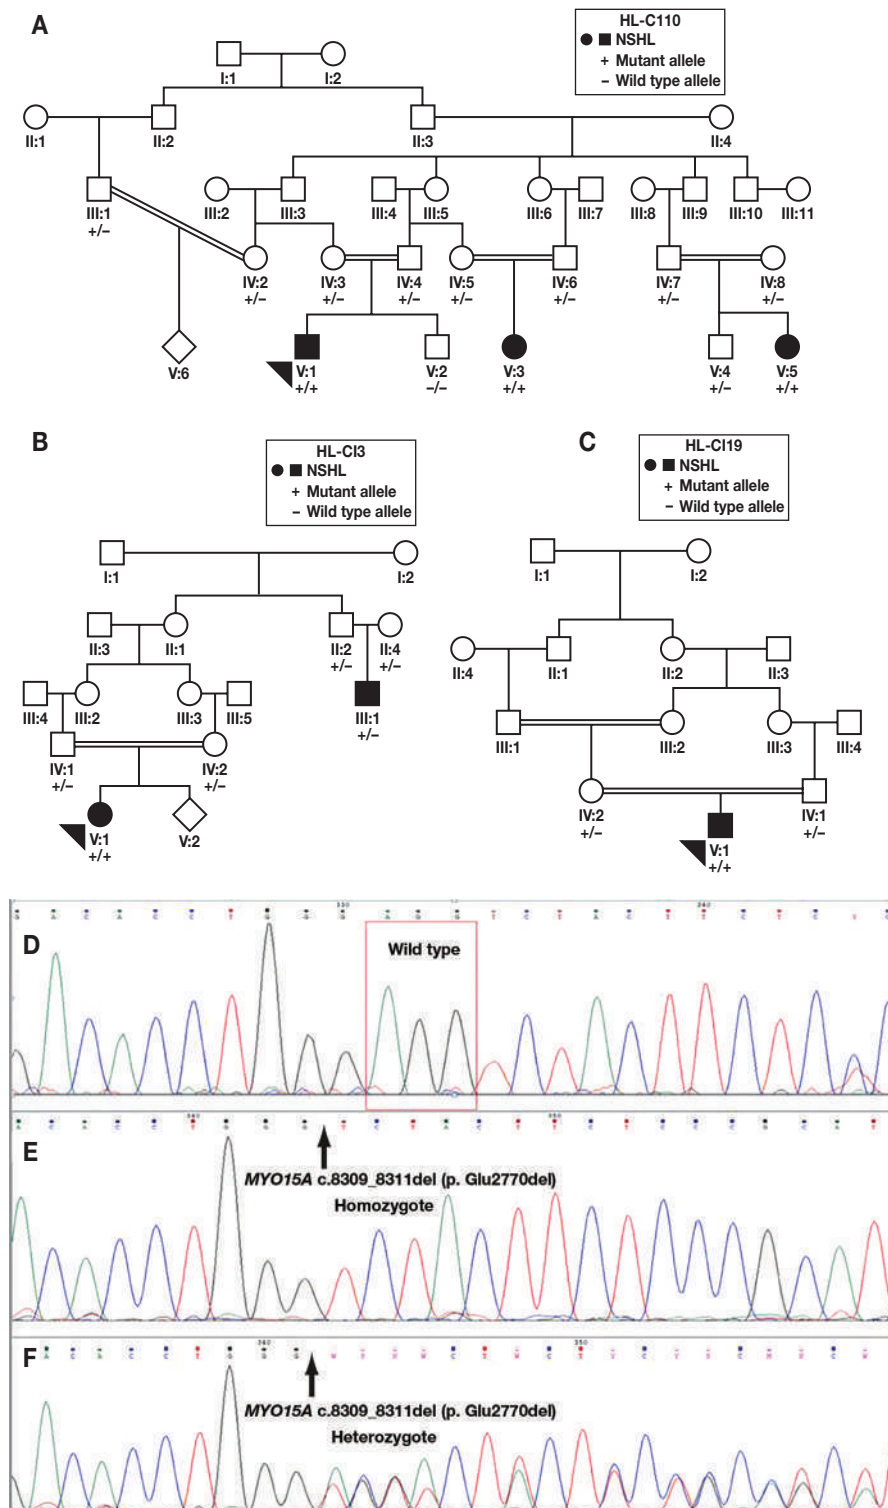 A
HL-C110
NSHL
+ Mutant allele
− Wild type allele
I:1 I:2
II:1 II:2 II:3 II:4
III:1 III:2 III:3 III:4 III:5 III:6 III:7 III:8 III:9 III:10 III:11
+/−
IV:2 IV:3 IV:4 IV:5 IV:6 IV:7 IV:8
+/− +/− +/− +/− +/− +/− +/−
V:6 V:1 V:2 V:3 V:4 V:5
+/+ −/− +/+ +/− +/+
B
HL-CI3
NSHL
+ Mutant allele
− Wild type allele
I:1 I:2
II:3 II:1 II:2 II:4
+/− +/−
III:4 III:2 III:3 III:5 III:1
+/−
IV:1 IV:2
+/− +/−
V:1 V:2
+/+
C
HL-CI19
NSHL
+ Mutant allele
− Wild type allele
I:1 I:2
II:4 II:1 II:2 II:3
III:1 III:2 III:3 III:4
IV:2 IV:1
+/− +/−
V:1
+/+
330 340
G A C A C C T G G G A G G T C T A C T T C T C
D
Wild type
340 350
A C A C C T G G G T C T A C T T C T C C C G C A T
E
MYO15A c.8309_8311del (p. Glu2770del)
Homozygote
340 350
A C A C C T G G G
F
MYO15A c.8309_8311del (p. Glu2770del)
Heterozygote